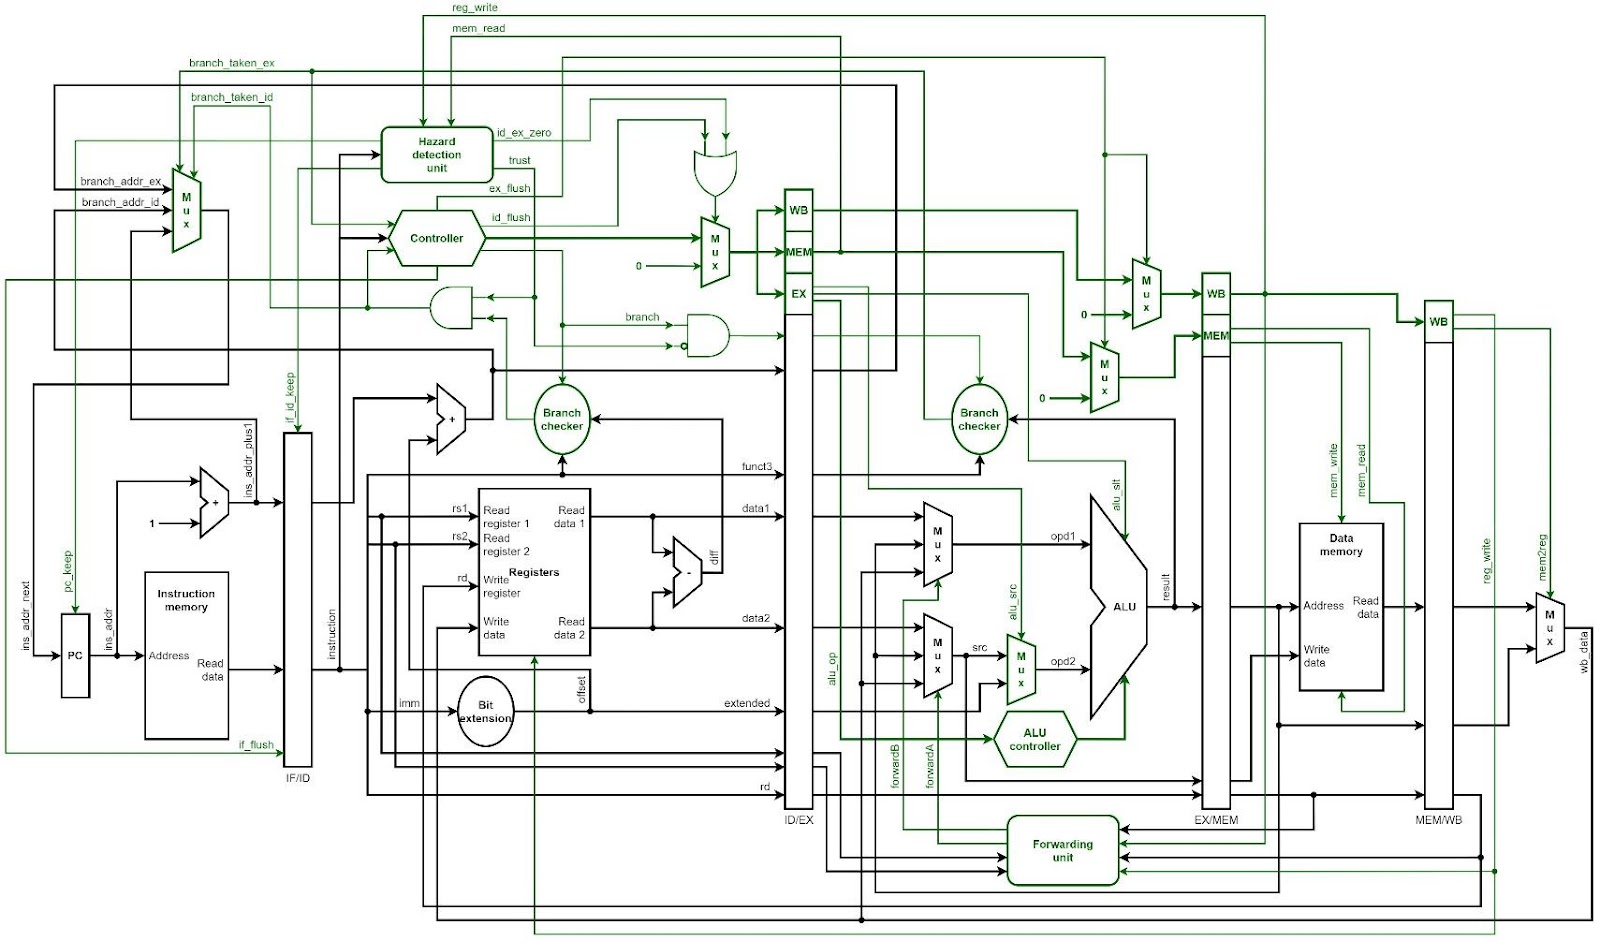 reg_write
mem_read
branch_taken_ex
branch_taken_id
Hazard
detection
unit
id_ex_zero
trust
ex_flush
id_flush
branch_addr_ex
branch_addr_id
M
u
x
Controller
M
u
x
0
WB
MEM
EX
M
u
x
0
WB
MEM
M
u
x
0
WB
branch
if_id_keep
Branch
checker
Branch
checker
+
ins_addr_plus1
+
1
funct3
alu_slt
mem_write
mem_read
rs1
rs2
rd
Read
register 1
Read
register 2
Registers
Write
register
Write
data
Read
data 1
Read
data 2
-
diff
data1
data2
M
u
x
opd1
M
u
x
src
alu_src
M
u
x
opd2
ALU
result
Data
memory
Address
Read
data
Write
data
reg_write
mem2reg
M
u
x
wb_data
pc_keep
ins_addr_next
PC
ins_addr
Instruction
memory
Address
Read
data
instruction
imm
Bit
extension
offset
extended
alu_op
ALU
controller
forwardB
forwardA
if_flush
IF/ID
rd
ID/EX
EX/MEM
MEM/WB
Forwarding
unit